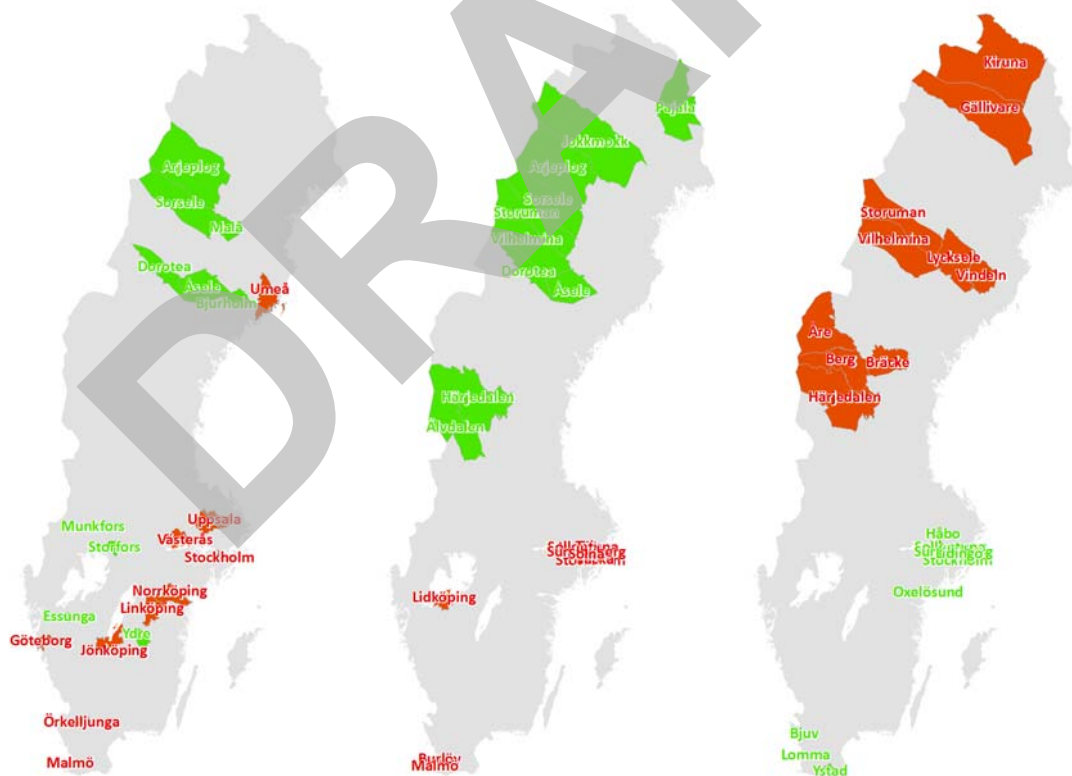 DRAFT
Arjeplog
Sorsele
Malå
Dorotea
Åsele
Bjurholm
Umeå
Munkfors
Storfors
Uppsala
Västerås
Stockholm
Norrköping
Linköping
Essunga
Ydre
Göteborg
Jönköping
Örkelljunga
Malmö
Pajala
Jokkmokk
Arjeplog
Sorsele
Storuman
Vilhelmina
Dorotea
Åsele
Härjedalen
Älvdalen
Lidköping
Burlöv
Malmö
Kiruna
Gällivare
Storuman
Vilhelmina
Lycksele
Vindeln
Åre
Berg
Bräcke
Härjedalen
Håbo
Stockholm
Oxelösund
Bjuv
Lomma
Ystad